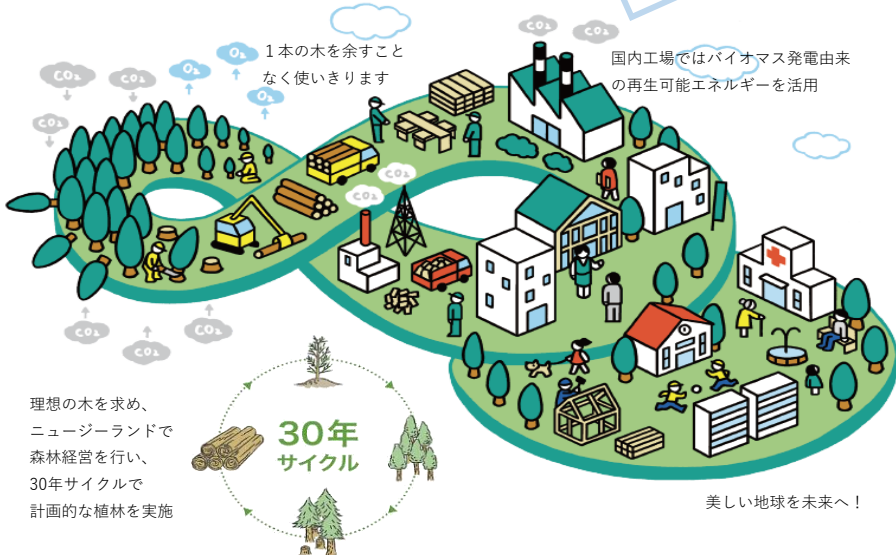 CO2
CO2
O2
O2
O2
CO2
CO2
CO2
1本の木を余すこと
なく使いきります
国内工場ではバイオマス発電由来
の再生可能エネルギーを活用
CO2
CO2
CO2
CO2
CO2
30年
サイクル
理想の木を求め、
ニュージーランドで
森林経営を行い、
30年サイクルで
計画的な植林を実施
美しい地球を未来へ！